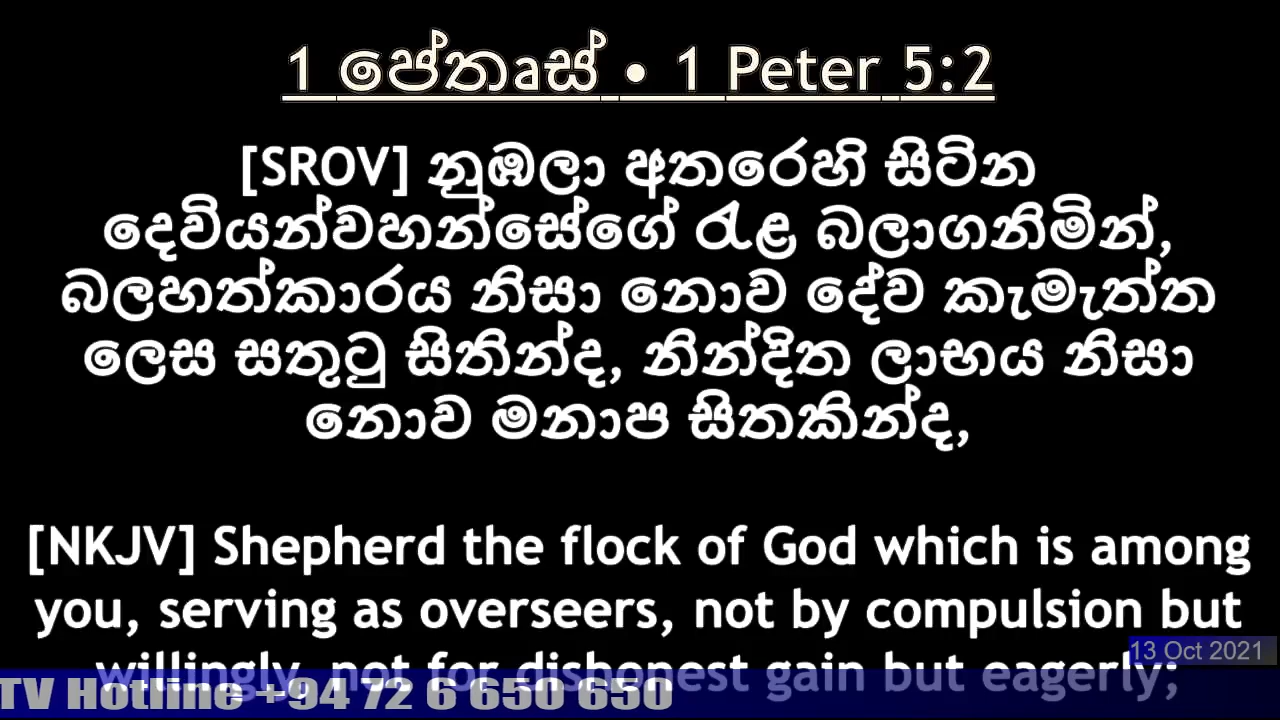 1 පේතෘස් • 1 Peter 5:2
[SROV] නුඹලා අතරෙහි සිටින
දෙවියන්වහන්සේගේ රැළ බලාගනිමින්,
බලහත්කාරය නිසා නොව දේව කැමැත්ත
ලෙස සතුටු සිතින්ද, නින්දිත ලාභය නිසා
නොව මනාප සිතකින්ද,
[NKJV] Shepherd the flock of God which is among
you, serving as overseers, not by compulsion but
willingly, not for dishonest gain but eagerly;
13 Oct 2021
TV Hotline +94 72 6 650 650